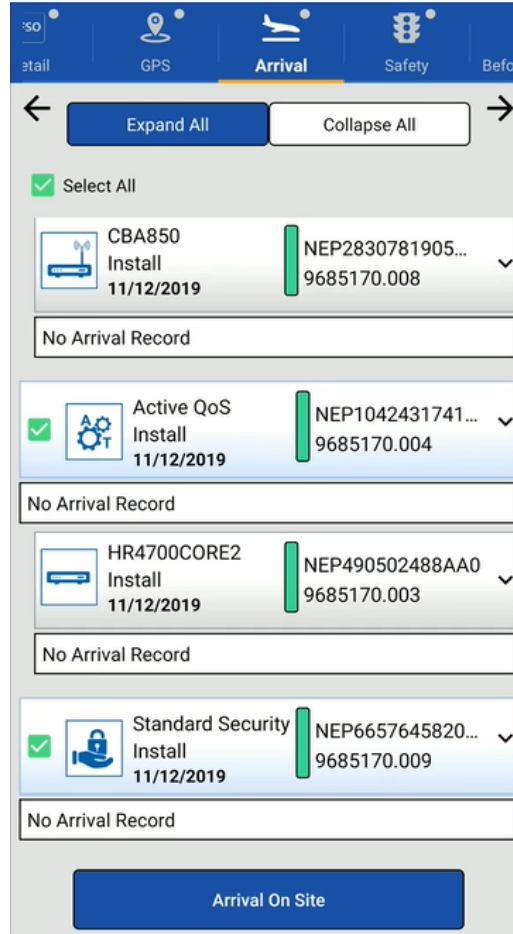 FSO
etail
GPS
Arrival
Safety
Befo
Expand All
Collapse All
Select All
CBA850
Install
11/12/2019
NEP2830781905...
9685170.008
No Arrival Record
A Q
O T
Active QoS
Install
11/12/2019
NEP1042431741...
9685170.004
No Arrival Record
HR4700CORE2
Install
11/12/2019
NEP490502488AA0
9685170.003
No Arrival Record
Standard Security
Install
11/12/2019
NEP6657645820...
9685170.009
No Arrival Record
Arrival On Site